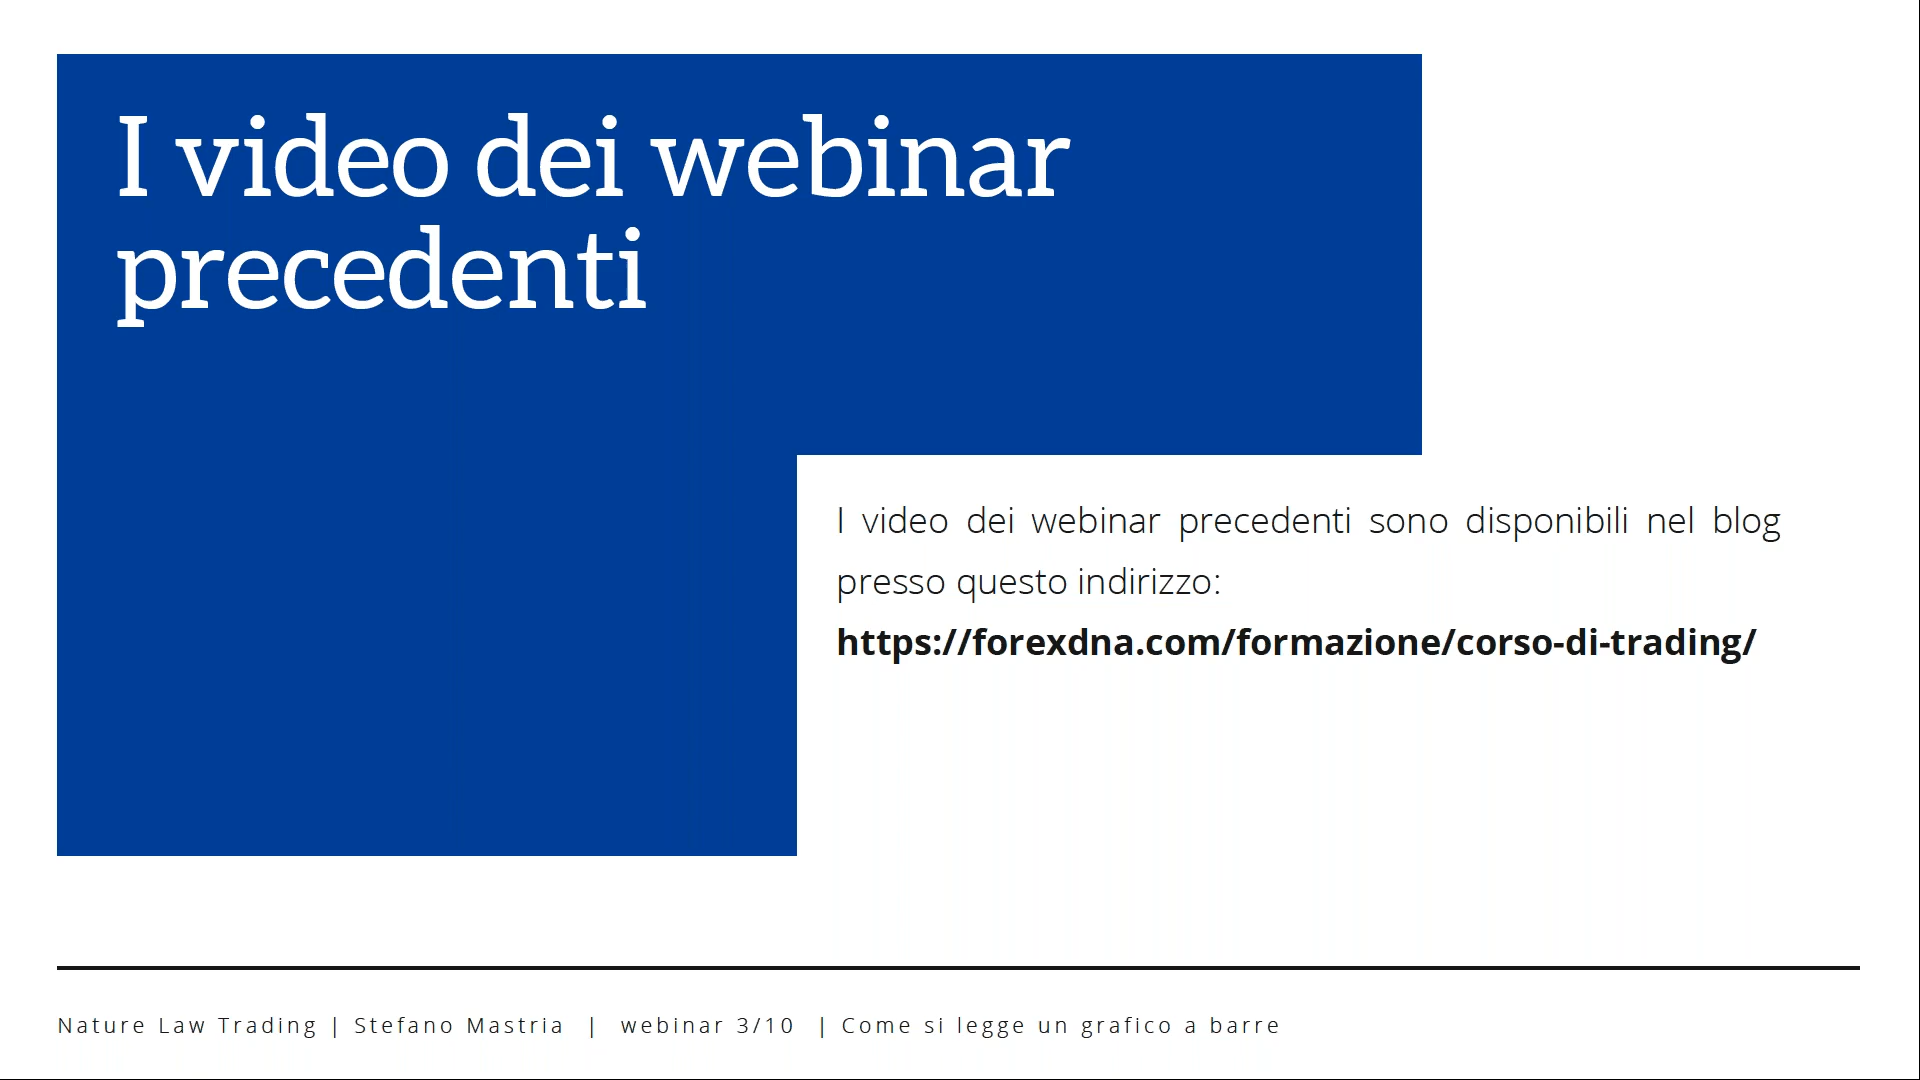 I video dei webinar
precedenti
I video dei webinar precedenti sono disponibili nel blog
presso questo indirizzo:
https://forexdna.com/formazione/corso-di-trading/
Nature Law Trading | Stefano Mastria | webinar 3/10 | Come si legge un grafico a barre